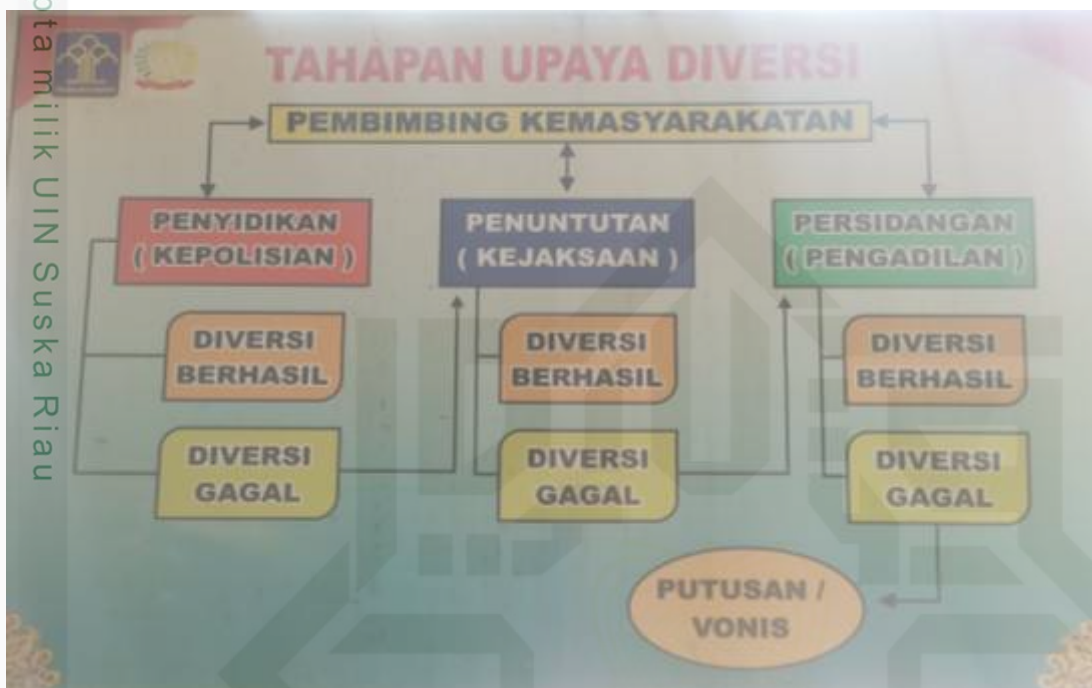 TAHAPAN UPAYA DIVERSI
PEMBIMBING KEMASYARAKATAN
PENYIDIKAN
( KEPOLISIAN )
PENUNTUTAN
( KEJAKSAAN )
PERSIDANGAN
( PENGADILAN )
DIVERSI
BERHASIL
DIVERSI
BERHASIL
DIVERSI
BERHASIL
DIVERSI
GAGAL
DIVERSI
GAGAL
DIVERSI
GAGAL
PUTUSAN /
VONIS
milik UIN Suska Riau